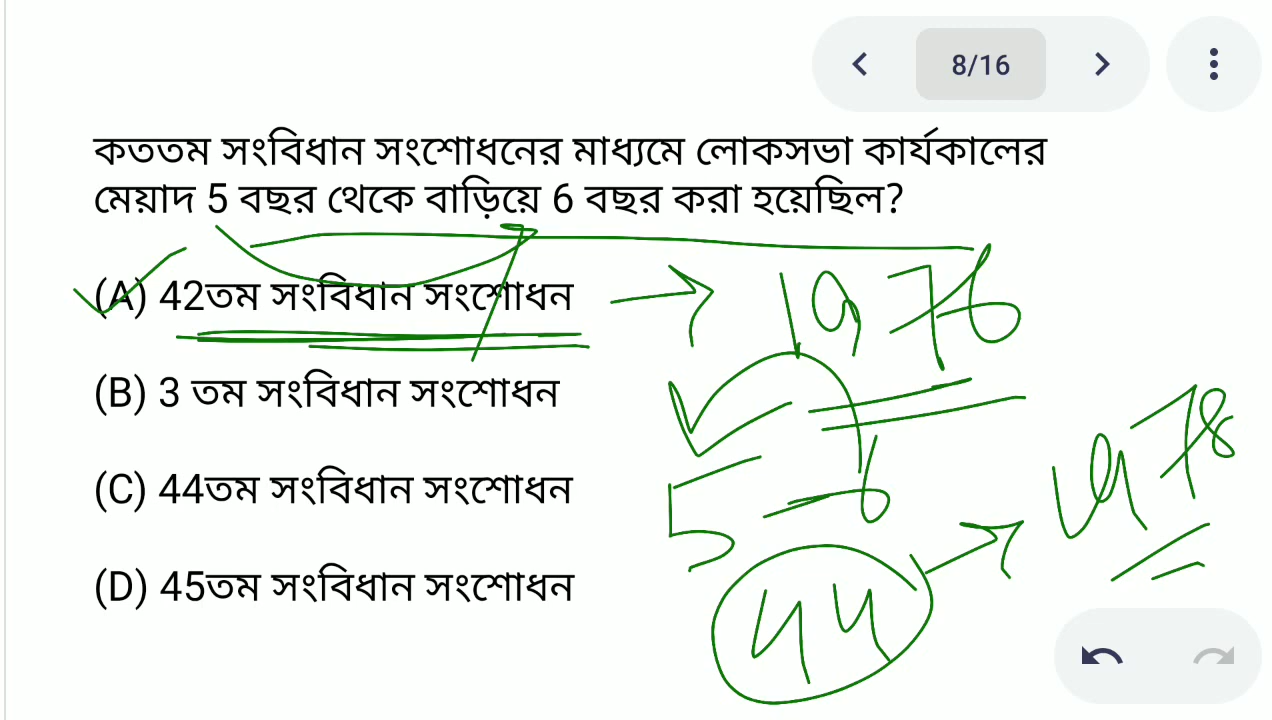 8/16
কততম সংবিধান সংশোধনের মাধ্যমে লোকসভা কার্যকালের
মেয়াদ 5 বছর থেকে বাড়িয়ে 6 বছর করা হয়েছিল?
(A) 42তম সংবিধান সংশোধন
1976
(B) 3 তম সংবিধান সংশোধন
1978
(C) 44তম সংবিধান সংশোধন
5 – 6
(D) 45তম সংবিধান সংশোধন
44